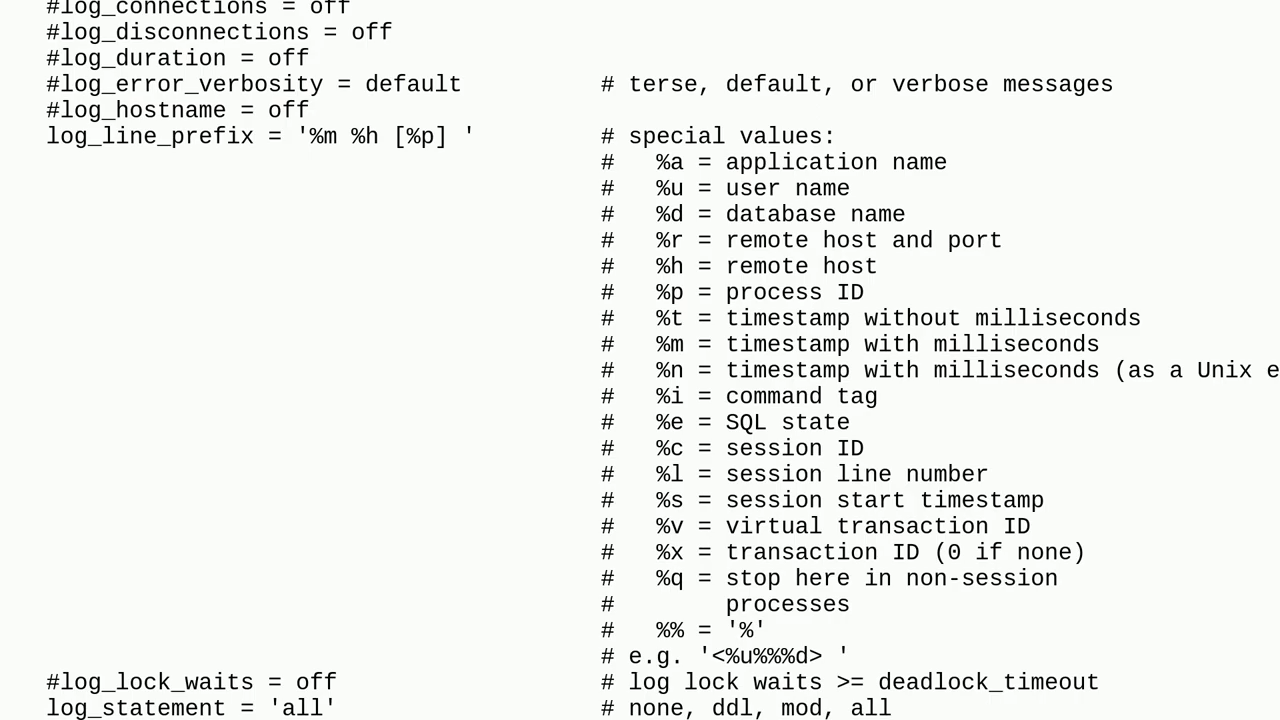 #log_connections = off
#log_disconnections = off
#log_duration = off
#log_error_verbosity = default          # terse, default, or verbose messages
#log_hostname = off
log_line_prefix = '%m %h [%p] '         # special values:
                                        #   %a = application name
                                        #   %u = user name
                                        #   %d = database name
                                        #   %r = remote host and port
                                        #   %h = remote host
                                        #   %p = process ID
                                        #   %t = timestamp without milliseconds
                                        #   %m = timestamp with milliseconds
                                        #   %n = timestamp with milliseconds (as a Unix e
                                        #   %i = command tag
                                        #   %e = SQL state
                                        #   %c = session ID
                                        #   %l = session line number
                                        #   %s = session start timestamp
                                        #   %v = virtual transaction ID
                                        #   %x = transaction ID (0 if none)
                                        #   %q = stop here in non-session
                                        #        processes
                                        #   %% = '%'
                                        # e.g. '<%u%%%d> '
#log_lock_waits = off                   # log lock waits >= deadlock_timeout
log_statement = 'all'                   # none, ddl, mod, all